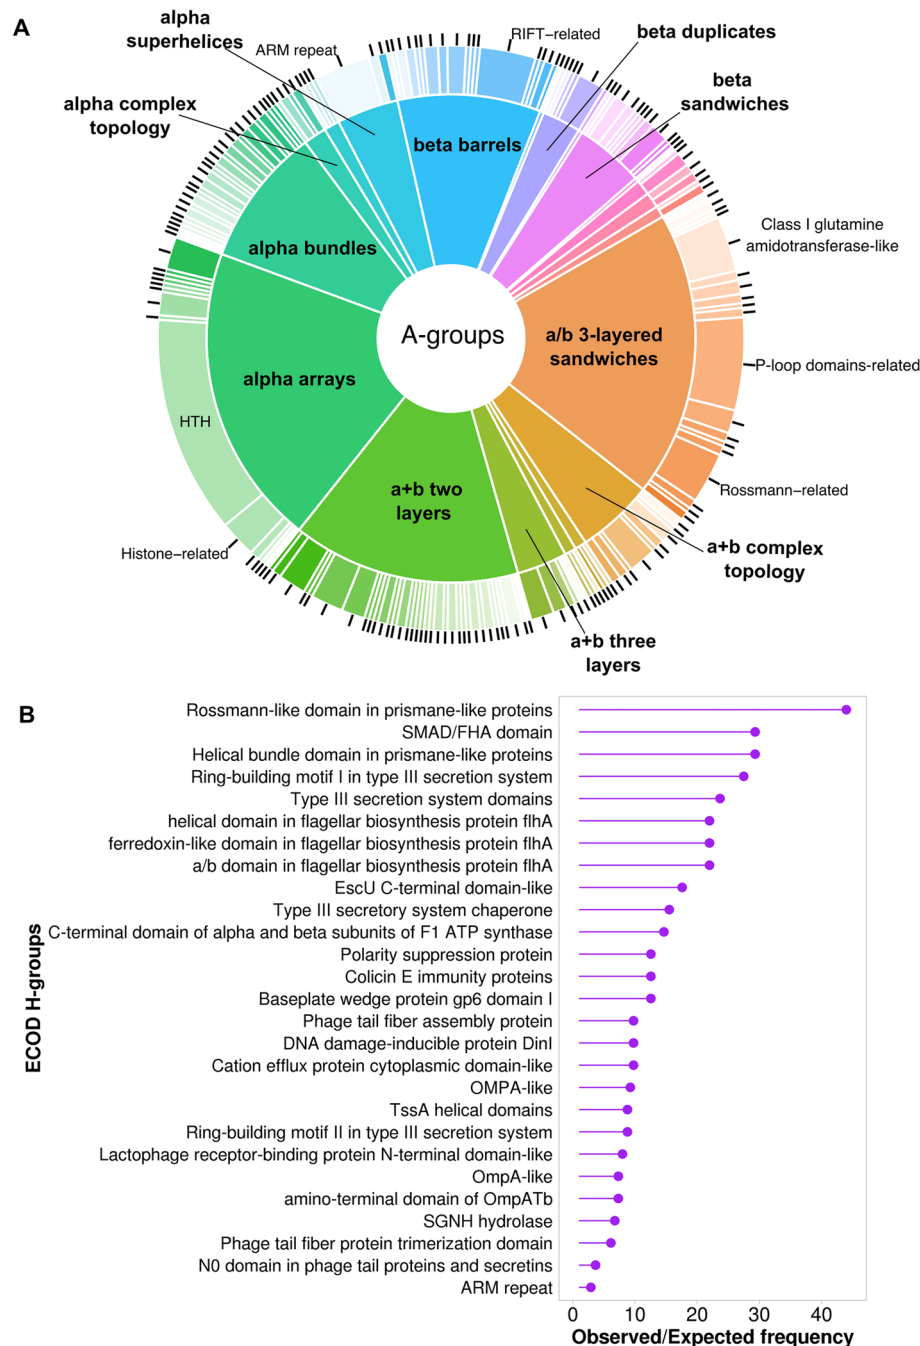 A
alpha
superhelices
ARM repeat
RIFT−related
beta duplicates
beta
sandwiches
alpha complex
topology
beta barrels
Class I glutamine
amidotransferase-like
alpha bundles
A-groups
a/b 3-layered
sandwiches
P-loop domains-related
alpha arrays
HTH
a+b two
layers
Rossmann−related
Histone−related
a+b complex
topology
a+b three
layers
B
ECOD H-groups
Rossmann-like domain in prismane-like proteins
SMAD/FHA domain
Helical bundle domain in prismane-like proteins
Ring-building motif I in type III secretion system
Type III secretion system domains
helical domain in flagellar biosynthesis protein flhA
ferredoxin-like domain in flagellar biosynthesis protein flhA
a/b domain in flagellar biosynthesis protein flhA
EscU C-terminal domain-like
Type III secretory system chaperone
C-terminal domain of alpha and beta subunits of F1 ATP synthase
Polarity suppression protein
Colicin E immunity proteins
Baseplate wedge protein gp6 domain I
Phage tail fiber assembly protein
DNA damage-inducible protein DinI
Cation efflux protein cytoplasmic domain-like
OMPA-like
TssA helical domains
Ring-building motif II in type III secretion system
Lactophage receptor-binding protein N-terminal domain-like
OmpA-like
amino-terminal domain of OmpATb
SGNH hydrolase
Phage tail fiber protein trimerization domain
N0 domain in phage tail proteins and secretins
ARM repeat
0 10 20 30 40
Observed/Expected frequency